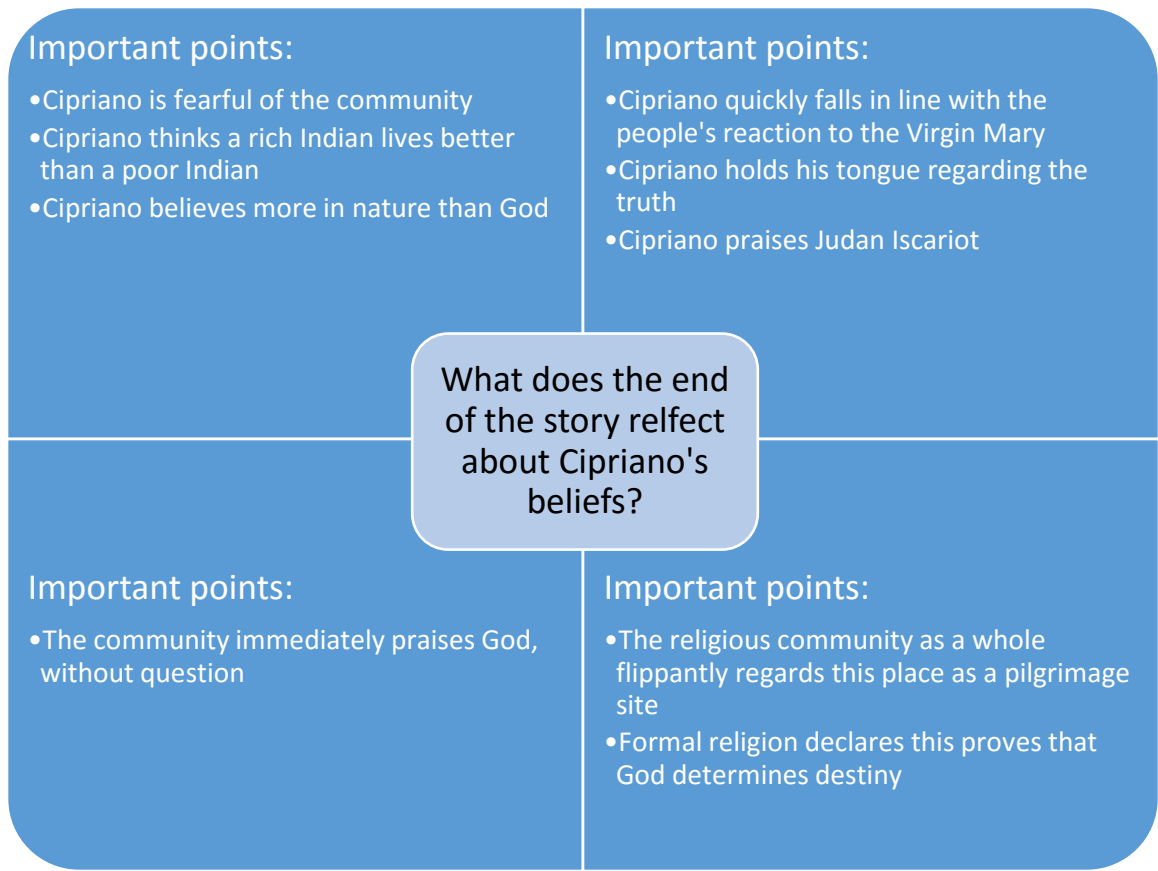 Important points:
•Cipriano is fearful of the community
•Cipriano thinks a rich Indian lives better
than a poor Indian
•Cipriano believes more in nature than God
Important points:
•Cipriano quickly falls in line with the
people's reaction to the Virgin Mary
•Cipriano holds his tongue regarding the
truth
•Cipriano praises Judan Iscariot
What does the end
of the story relfect
about Cipriano's
beliefs?
Important points:
•The community immediately praises God,
without question
Important points:
•The religious community as a whole
flippantly regards this place as a pilgrimage
site
•Formal religion declares this proves that
God determines destiny